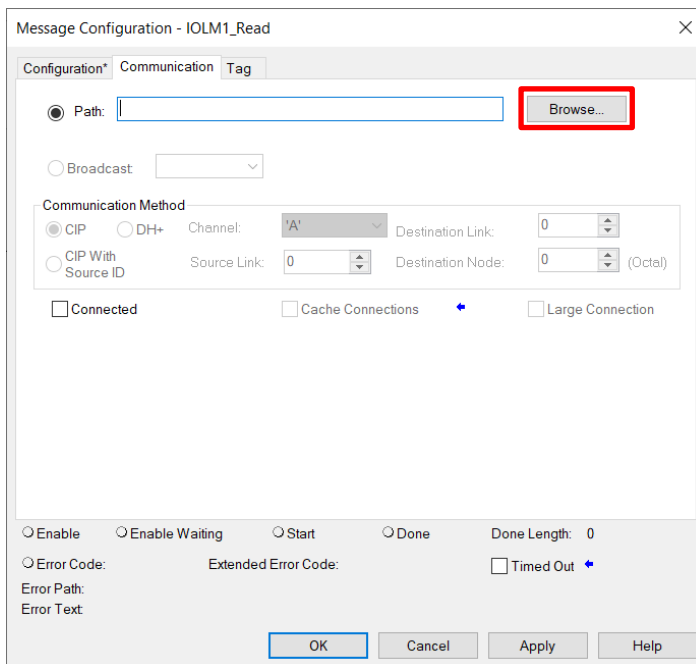 Message Configuration - IOLM1_Read
Configuration* Communication Tag
Path: Browse...
Broadcast:
Communication Method
CIP DH+ Channel: 'A' Destination Link: 0
CIP With
Source ID Source Link: 0 Destination Node: 0 (Octal)
Connected Cache Connections Large Connection
Enable Enable Waiting Start Done Done Length: 0
Error Code: Extended Error Code: Timed Out
Error Path:
Error Text:
OK Cancel Apply Help